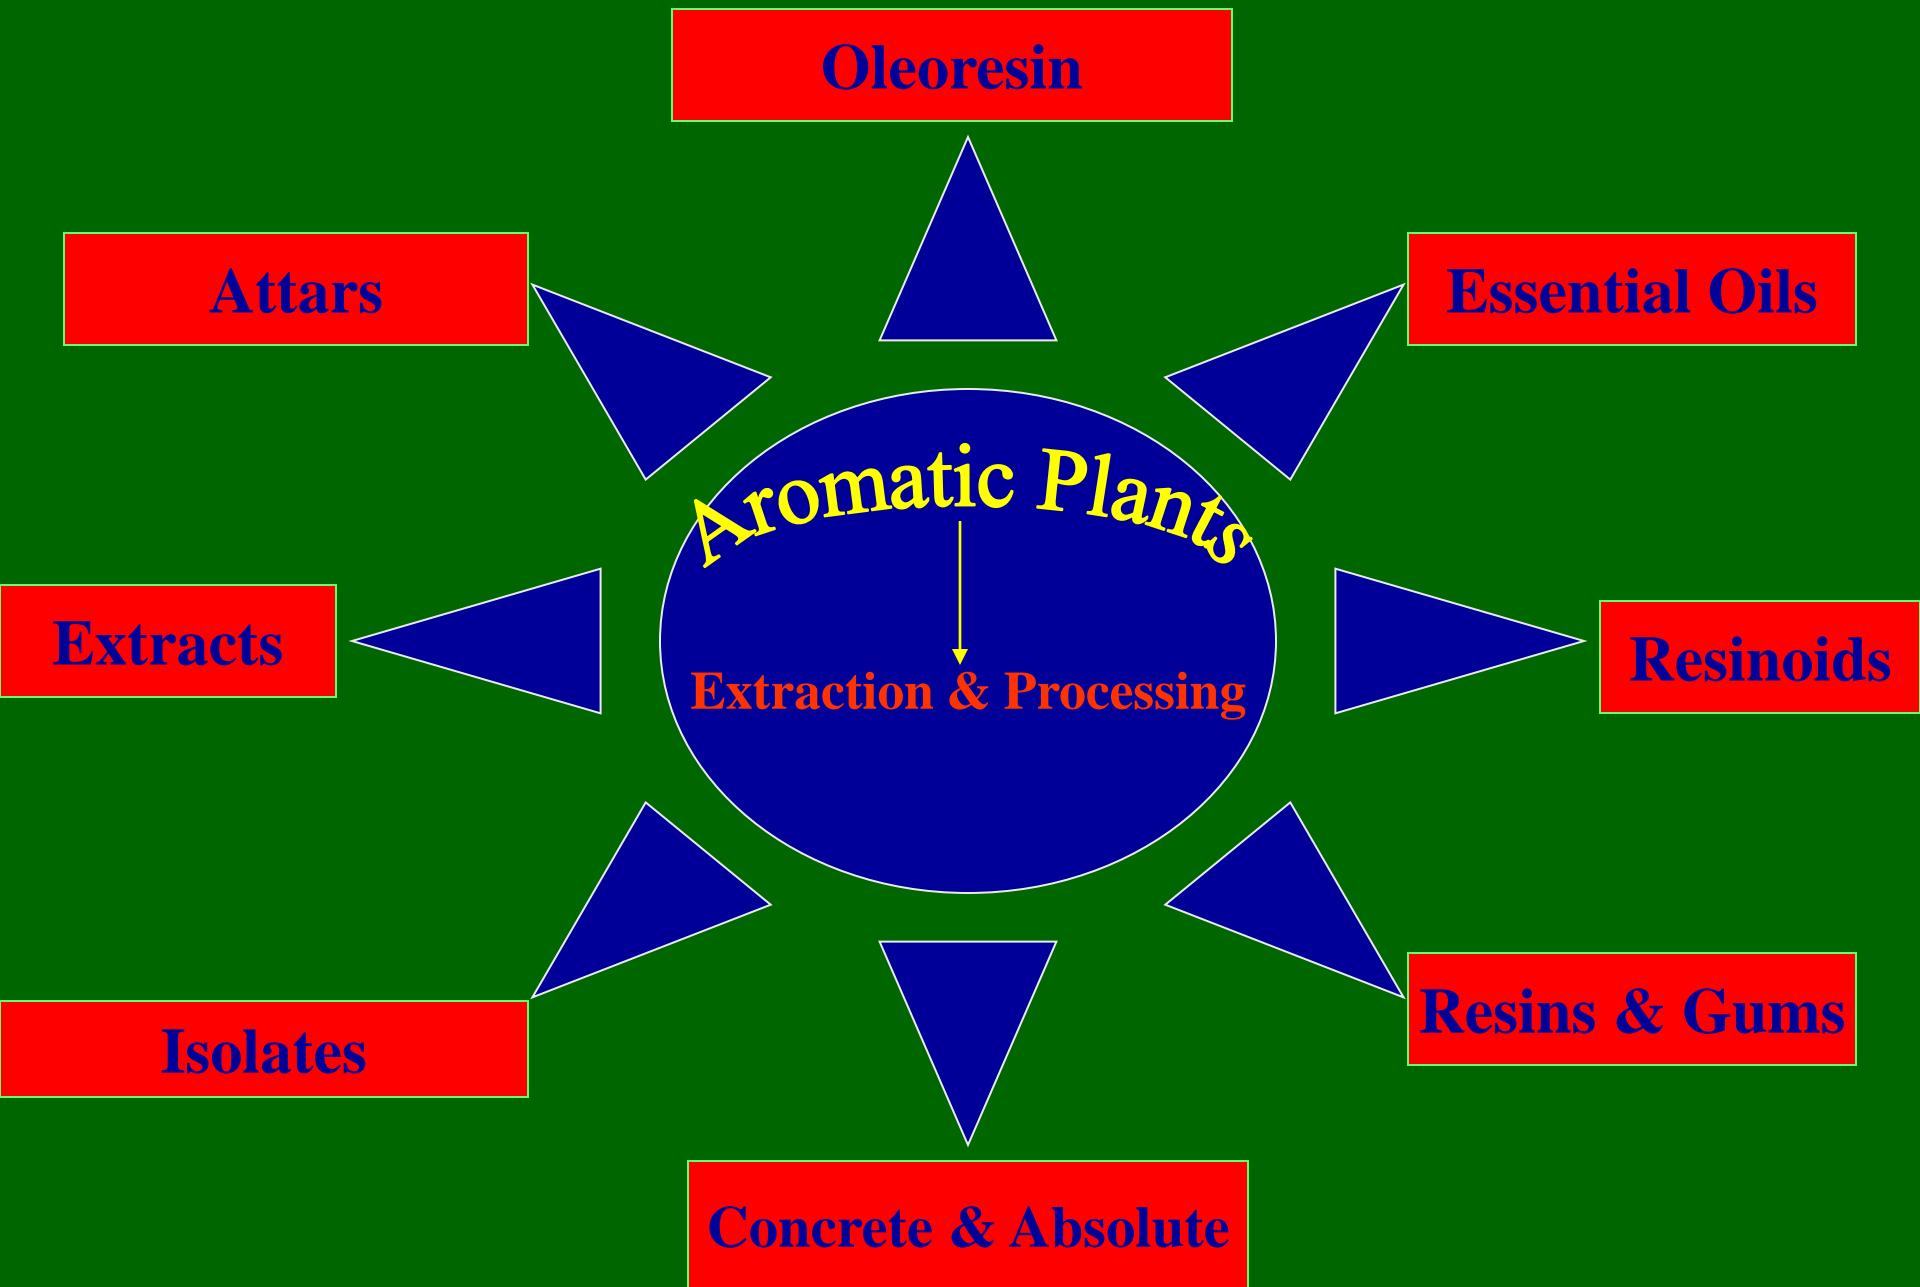 Oleoresin
Attars
Essential Oils
Aromatic Plants
Extracts
Resinoids
Extraction & Processing
Resins & Gums
Isolates
Concrete & Absolute